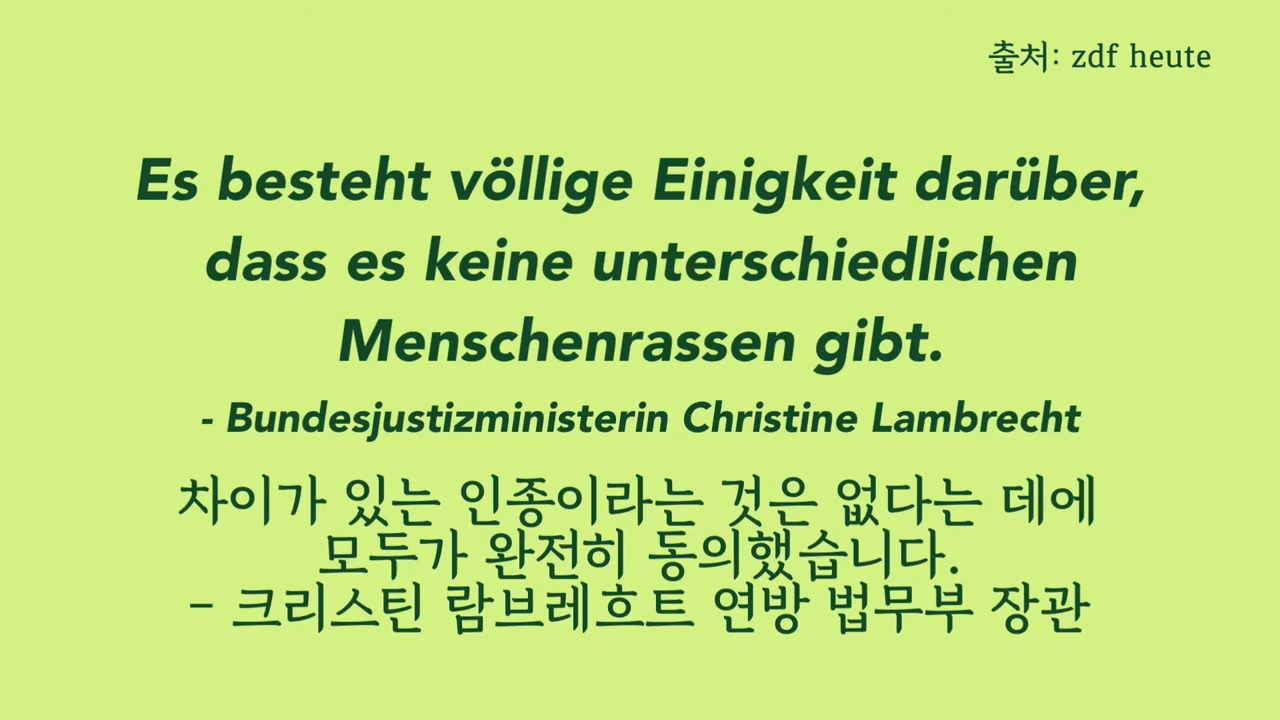 출처: zdf heute
Es besteht völlige Einigkeit darüber,
dass es keine unterschiedlichen
Menschenrassen gibt.
- Bundesjustizministerin Christine Lambrecht
차이가 있는 인종이라는 것은 없다는 데에
모두가 완전히 동의했습니다.
- 크리스틴 람브레흐트 연방 법무부 장관